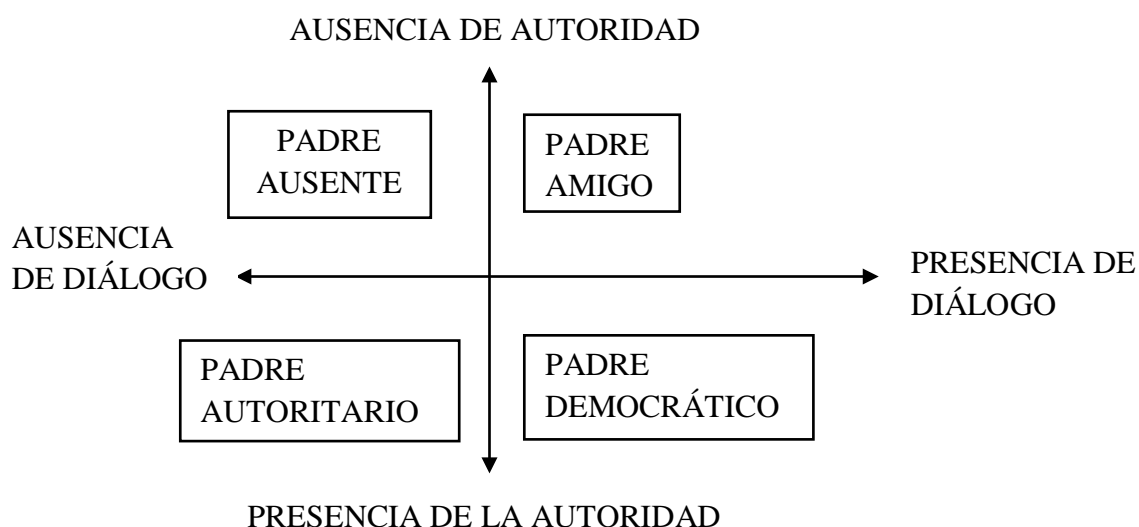 AUSENCIA DE AUTORIDAD
PADRE
AUSENTE
PADRE
AMIGO
AUSENCIA
DE DIÁLOGO
PRESENCIA DE
DIÁLOGO
PADRE
AUTORITARIO
PADRE
DEMOCRÁTICO
PRESENCIA DE LA AUTORIDAD